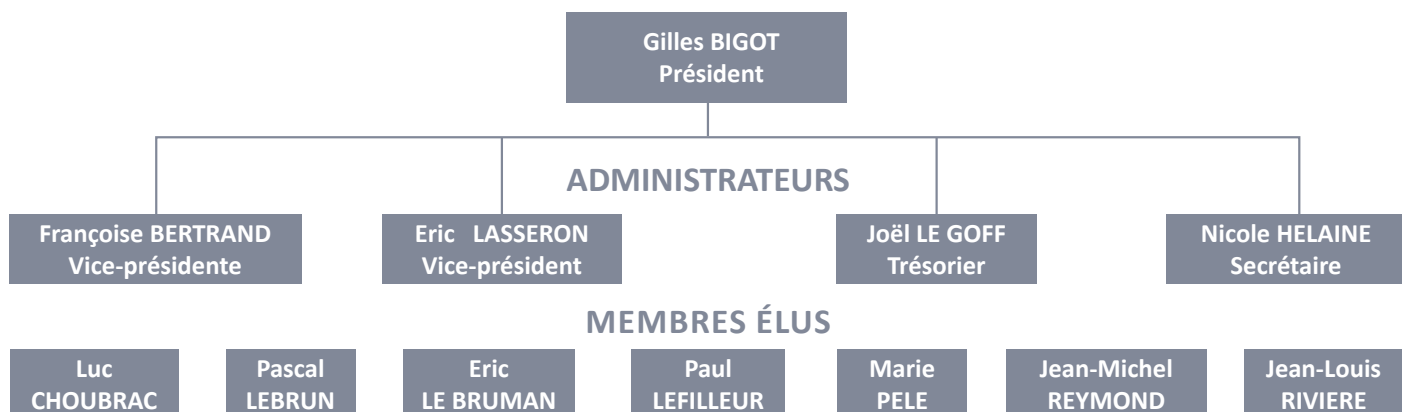 Gilles BIGOT
Président
ADMINISTRATEURS
Françoise BERTRAND
Vice-présidente
Eric LASSERON
Vice-président
Joël LE GOFF
Trésorier
Nicole HELAINE
Secrétaire
MEMBRES ÉLUS
Luc
CHOUBRAC
Pascal
LEBRUN
Eric
LE BRUMAN
Paul
LEFILLEUR
Marie
PELE
Jean-Michel
REYMOND
Jean-Louis
RIVIERE